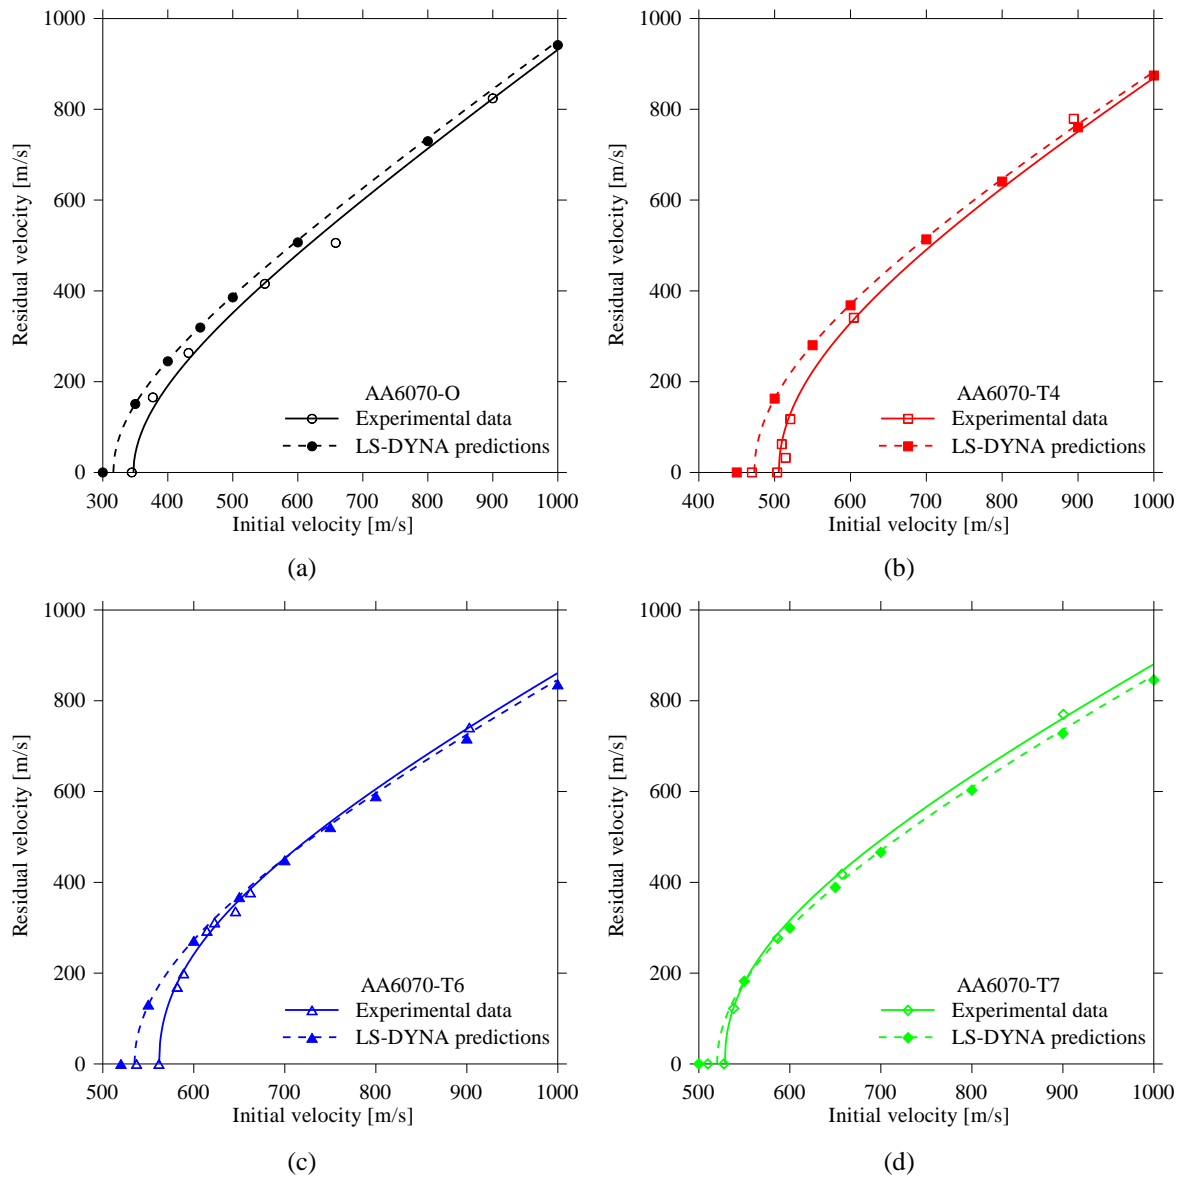 1000
800
600
400
200
0
Residual velocity [m/s]
AA6070-O
Experimental data
LS-DYNA predictions
300 400 500 600 700 800 900 1000
Initial velocity [m/s]
(a)
1000
800
600
400
200
0
Residual velocity [m/s]
AA6070-T4
Experimental data
LS-DYNA predictions
400 500 600 700 800 900 1000
Initial velocity [m/s]
(b)
1000
800
600
400
200
0
Residual velocity [m/s]
AA6070-T6
Experimental data
LS-DYNA predictions
500 600 700 800 900 1000
Initial velocity [m/s]
(c)
1000
800
600
400
200
0
Residual velocity [m/s]
AA6070-T7
Experimental data
LS-DYNA predictions
500 600 700 800 900 1000
Initial velocity [m/s]
(d)